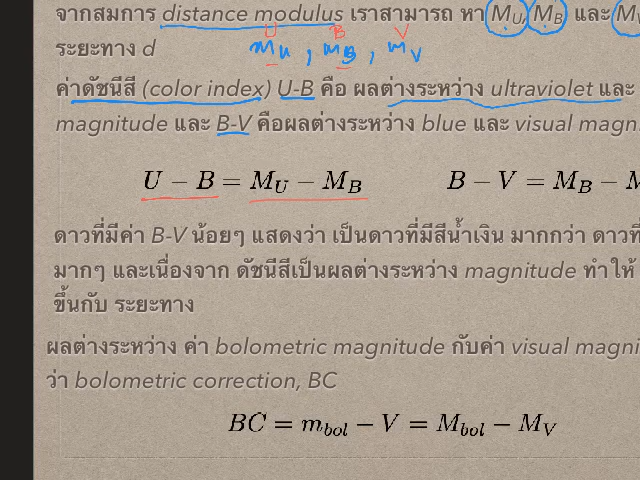 จากสมการ distance modulus เราสามารถ หา M_U, M_B และ M_V
U B V
m_U , m_B , m_V
ระยะทาง d
ค่าดัชนีสี (color index) U-B คือ ผลต่างระหว่าง ultraviolet และ
magnitude และ B-V คือผลต่างระหว่าง blue และ visual magn
U − B = M_U − M_B B − V = M_B − M
ดาวที่มีค่า B-V น้อยๆ แสดงว่า เป็นดาวที่มีสีน้ำเงิน มากกว่า ดาวที่
มากๆ และเนื่องจาก ดัชนีสีเป็นผลต่างระหว่าง magnitude ทำให้
ขึ้นกับ ระยะทาง
ผลต่างระหว่าง ค่า bolometric magnitude กับค่า visual magni
ว่า bolometric correction, BC
BC = m_bol − V = M_bol − M_V